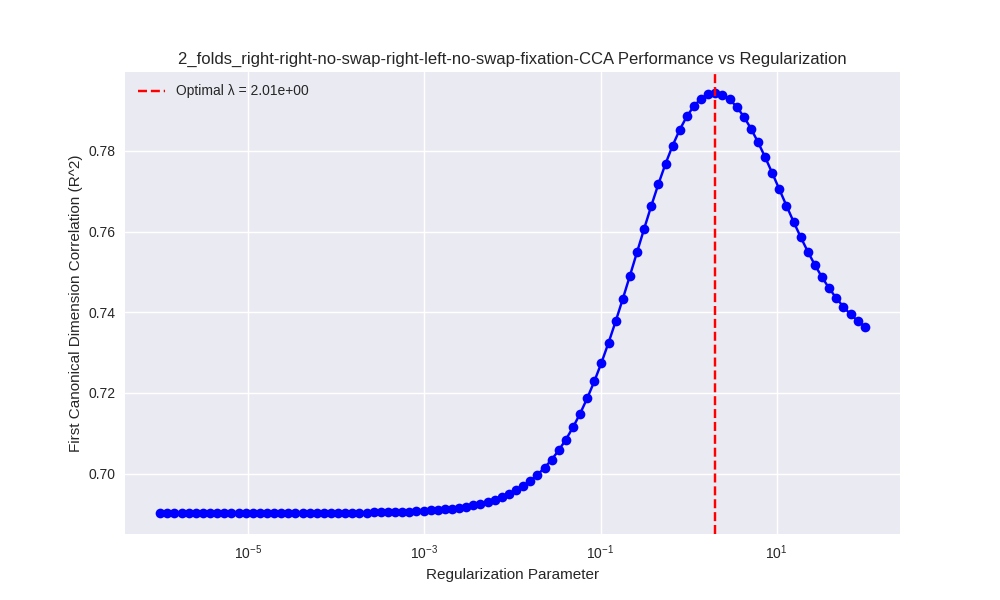 2_folds_right-right-no-swap-right-left-no-swap-fixation-CCA Performance vs Regularization
Optimal λ = 2.01e+00
First Canonical Dimension Correlation (R^2)
0.78
0.76
0.74
0.72
0.70
10⁻⁵
10⁻³
10⁻¹
10¹
Regularization Parameter